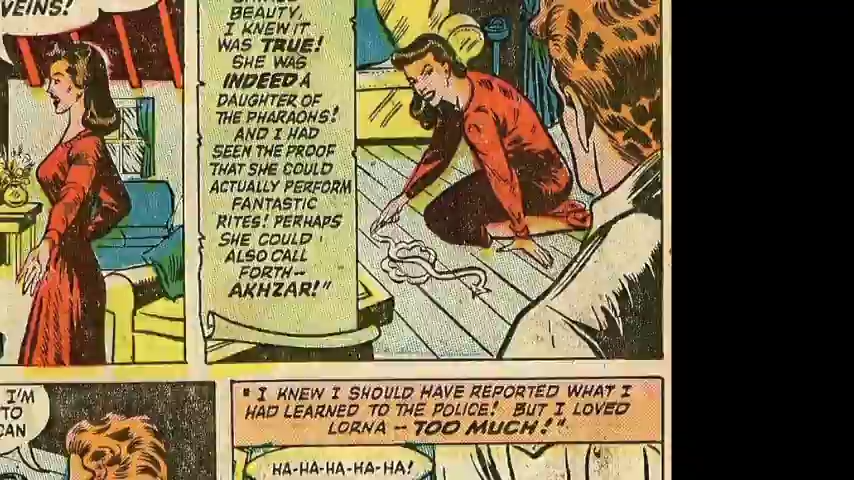 VEINS!
BEAUTY,
I KNEW IT
WAS TRUE!
SHE WAS
INDEED A
DAUGHTER OF
THE PHARAOHS!
AND I HAD
SEEN THE PROOF
THAT SHE COULD
ACTUALLY PERFORM
FANTASTIC
RITES! PERHAPS
SHE COULD
ALSO CALL
FORTH--
AKHZAR!"
I'M
TO
CAN
"I KNEW I SHOULD HAVE REPORTED WHAT I
HAD LEARNED TO THE POLICE! BUT I LOVED
LORNA - TOO MUCH!"
HA-HA-HA-HA-HA!